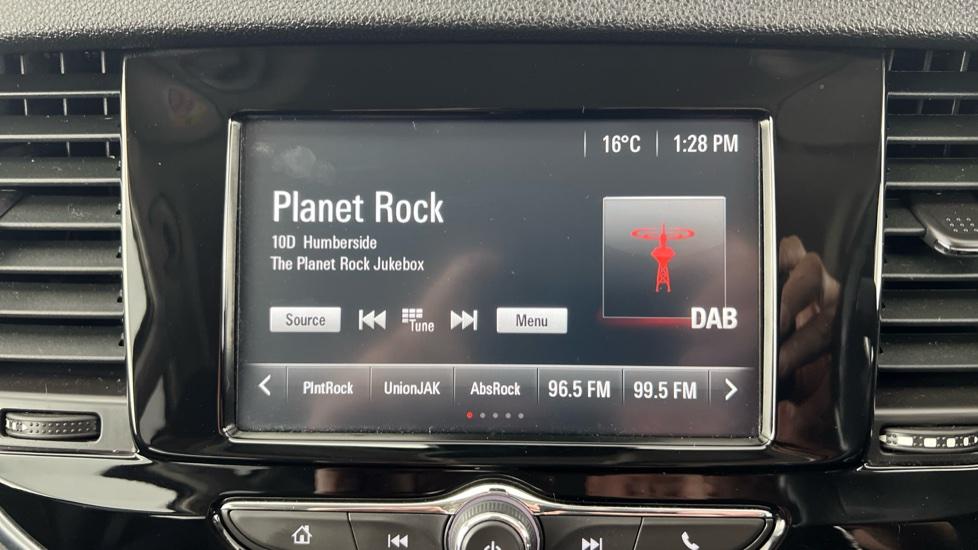 16°C 1:28 PM
Planet Rock
10D Humberside
The Planet Rock Jukebox
DAB
Source Tune Menu
PlntRock UnionJAK AbsRock 96.5 FM 99.5 FM